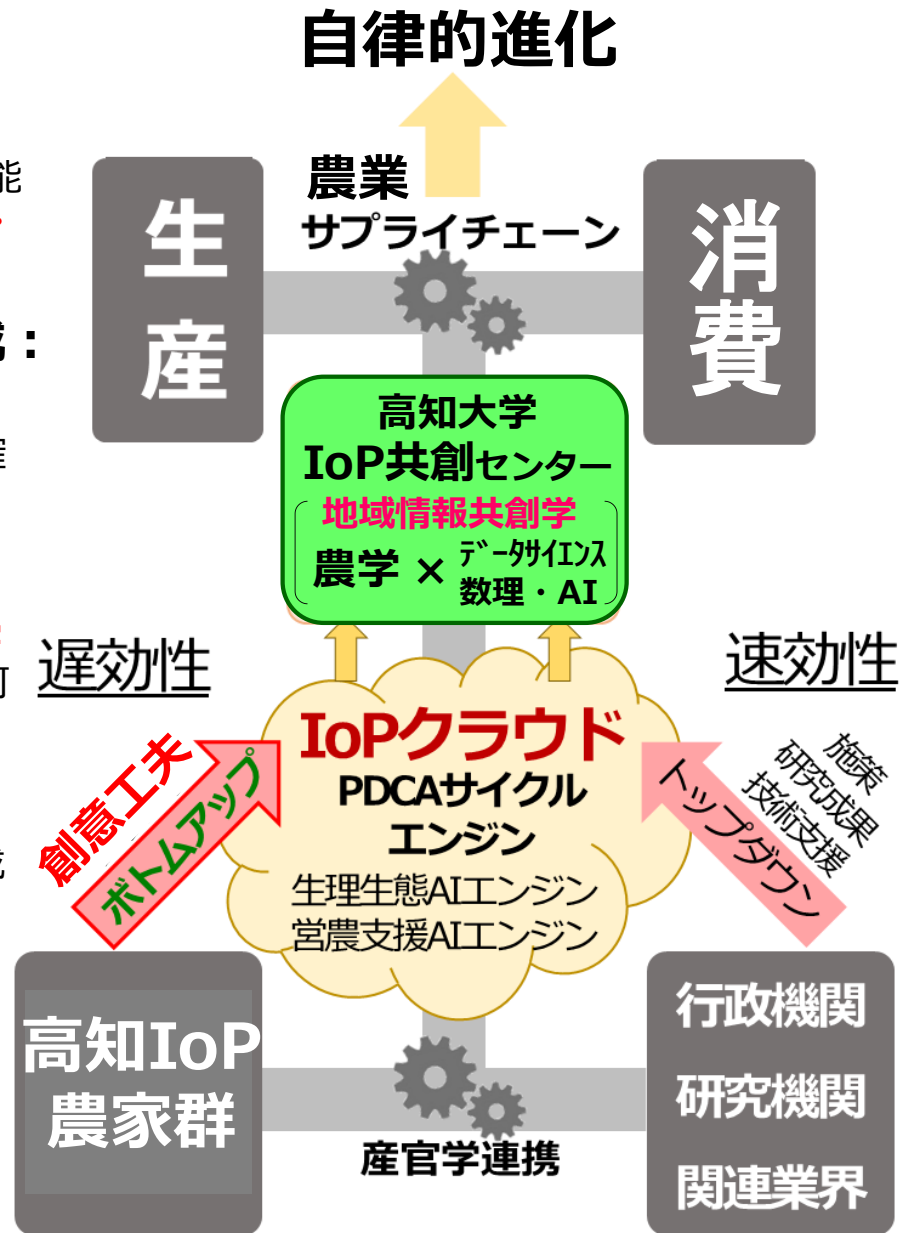 自律的進化
能
農業
サプライチェーン
生
産
消
費
成：
高知大学
IoP共創センター
地域情報共創学
農学 × データサイエンス
数理・AI
遅効性
速効性
可
IoPクラウド
PDCAサイクル
エンジン
生理生態AIエンジン
営農支援AIエンジン
創意工夫
ボトムアップ
トップダウン
施策
研究成果
技術支援
高知IoP
農家群
行政機関
研究機関
関連業界
産官学連携